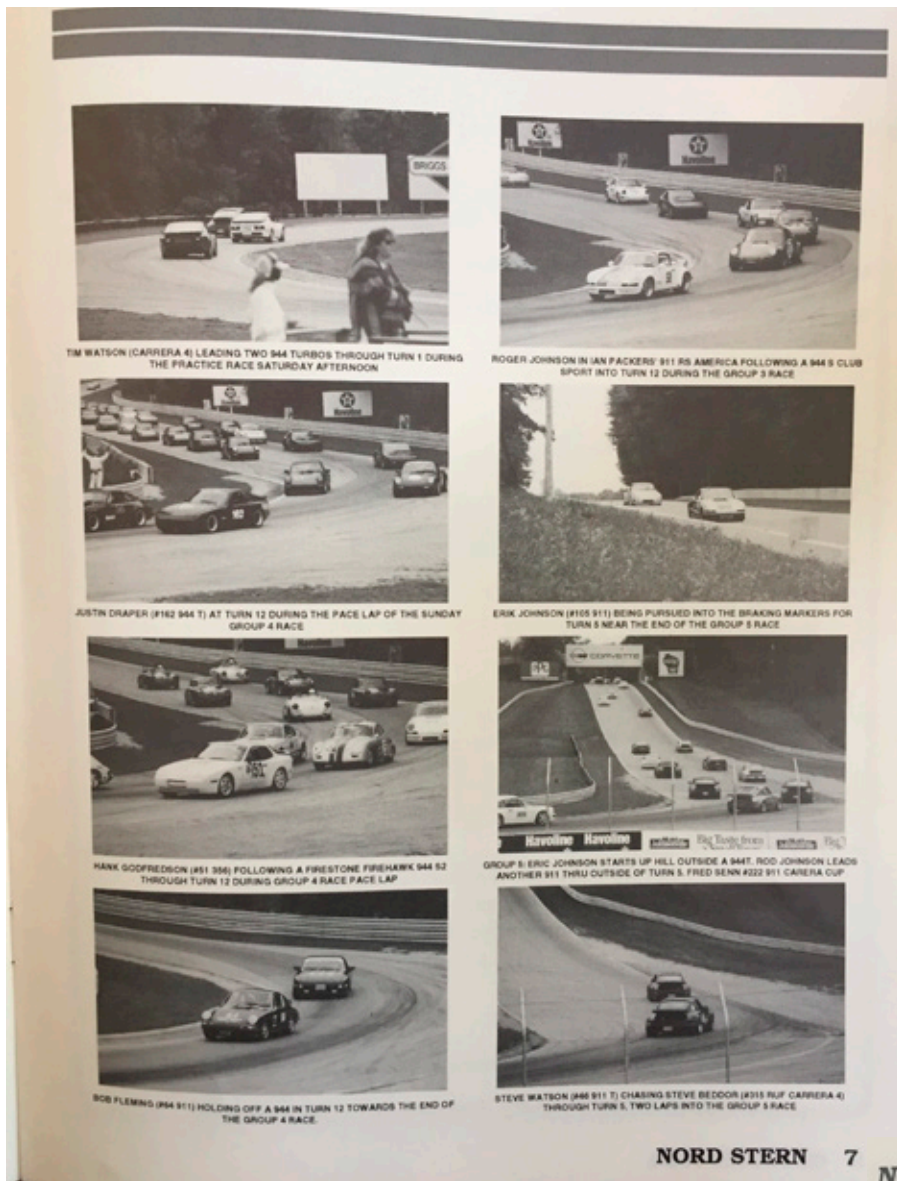 BRIGGS
TIM WATSON (CARRERA 4) LEADING TWO 944 TURBOS THROUGH TURN 1 DURING
THE PRACTICE RACE SATURDAY AFTERNOON
Havoline
Havoline
JUSTIN DRAPER (#162 944 T) AT TURN 12 DURING THE PACE LAP OF THE SUNDAY
GROUP 4 RACE
HANK GODFREDSON (#51 356) FOLLOWING A FIRESTONE FIREHAWK 944 S2
THROUGH TURN 12 DURING GROUP 4 RACE PACE LAP
BOB FLEMING (#64 911) HOLDING OFF A 944 IN TURN 12 TOWARDS THE END OF
THE GROUP 4 RACE.
Havoline
ROGER JOHNSON IN IAN PACKERS' 911 RS AMERICA FOLLOWING A 944 S CLUB
SPORT INTO TURN 12 DURING THE GROUP 3 RACE
ERIK JOHNSON (#105 911) BEING PURSUED INTO THE BRAKING MARKERS FOR
TURN 5 NEAR THE END OF THE GROUP 5 RACE
CORVETTE
Havoline Havoline Big Taste from
GROUP 5: ERIC JOHNSON STARTS UP HILL OUTSIDE A 944T. ROD JOHNSON LEADS
ANOTHER 911 THRU OUTSIDE OF TURN 5. FRED SENN #222 911 CARERA CUP
STEVE WATSON (#46 911 T) CHASING STEVE BEDDOR (#315 RUF CARRERA 4)
THROUGH TURN 5, TWO LAPS INTO THE GROUP 5 RACE
NORD STERN 7
N